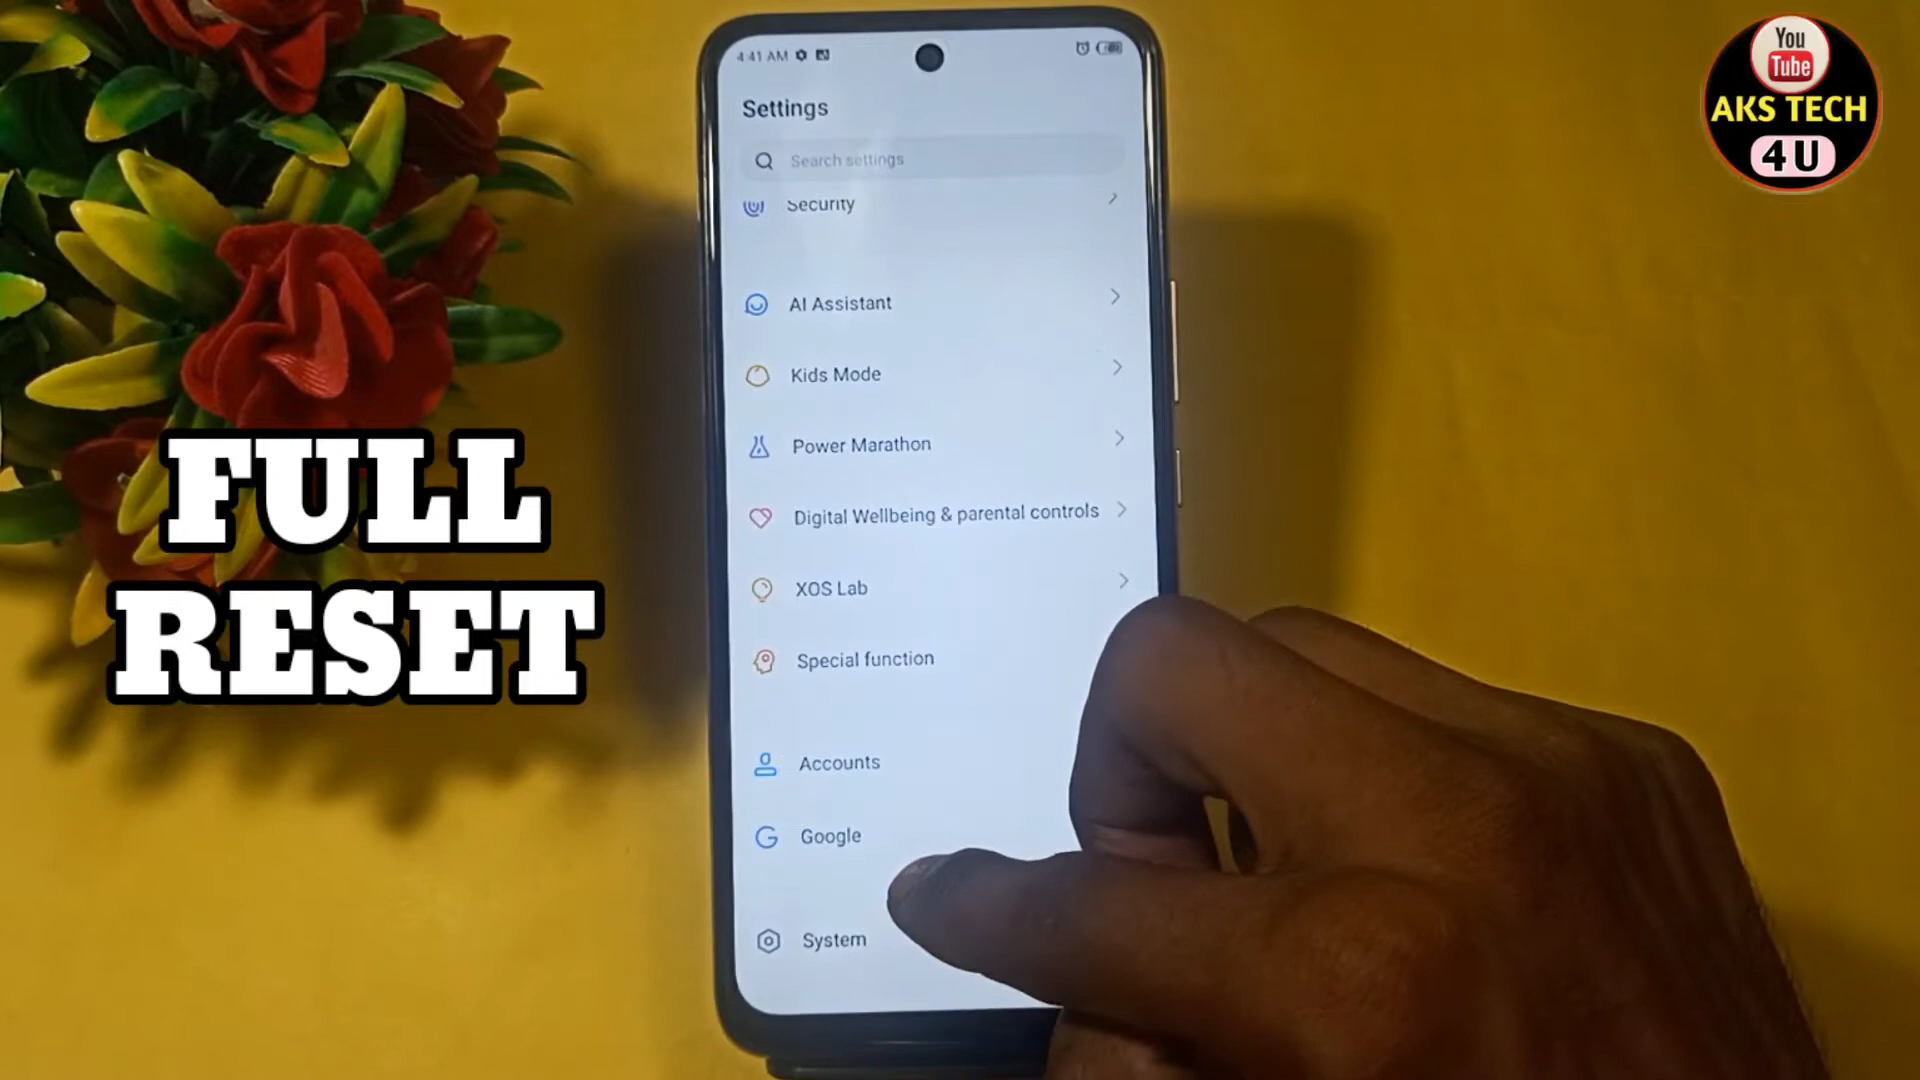 4:41 AM
Settings
Search settings
Security
AI Assistant
Kids Mode
Power Marathon
Digital Wellbeing & parental controls
XOS Lab
Special function
Accounts
Google
System
FULL
RESET
You
Tube
AKS TECH
4 U